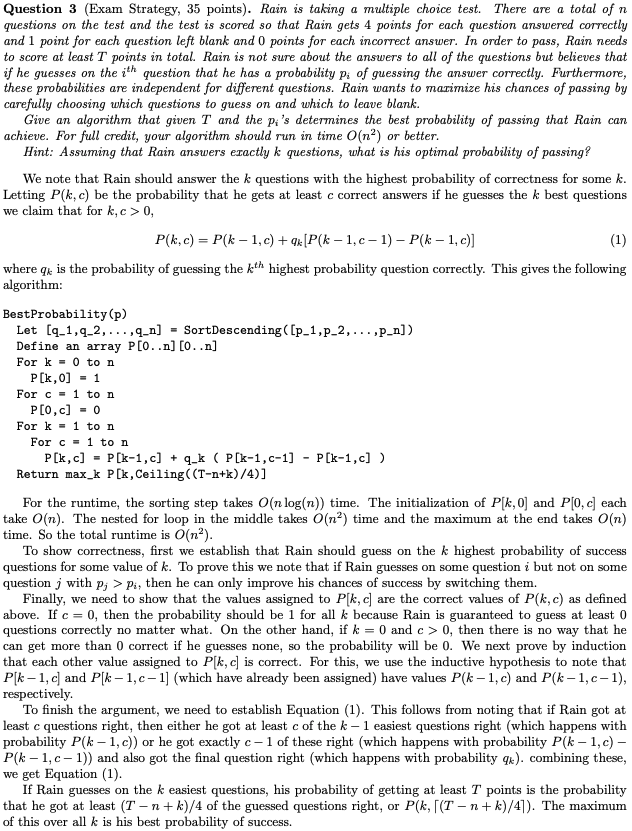 Question 3 (Exam Strategy, 35 points). Rain is taking a multiple choice test. There are a total of n
questions on the test and the test is scored so that Rain gets 4 points for each question answered correctly
and 1 point for each question left blank and 0 points for each incorrect answer. In order to pass, Rain needs
to score at least T points in total. Rain is not sure about the answers to all of the questions but believes that
if he guesses on the i^{th} question that he has a probability p_i of guessing the answer correctly. Furthermore,
these probabilities are independent for different questions. Rain wants to maximize his chances of passing by
carefully choosing which questions to guess on and which to leave blank.
Give an algorithm that given T and the p_i's determines the best probability of passing that Rain can
achieve. For full credit, your algorithm should run in time O(n^2) or better.
Hint: Assuming that Rain answers exactly k questions, what is his optimal probability of passing?
We note that Rain should answer the k questions with the highest probability of correctness for some k.
Letting P(k, c) be the probability that he gets at least c correct answers if he guesses the k best questions
we claim that for k, c > 0,
P(k, c) = P(k − 1, c) + q_k[P(k − 1, c − 1) − P(k − 1, c)] (1)
where q_k is the probability of guessing the k^{th} highest probability question correctly. This gives the following
algorithm:
BestProbability(p)
Let [q_1,q_2,...,q_n] = SortDescending([p_1,p_2,...,p_n])
Define an array P[0..n][0..n]
For k = 0 to n
P[k,0] = 1
For c = 1 to n
P[0,c] = 0
For k = 1 to n
For c = 1 to n
P[k,c] = P[k-1,c] + q_k ( P[k-1,c-1] - P[k-1,c] )
Return max_k P[k,Ceiling((T-n+k)/4)]
For the runtime, the sorting step takes O(n log(n)) time. The initialization of P[k, 0] and P[0, c] each
take O(n). The nested for loop in the middle takes O(n^2) time and the maximum at the end takes O(n)
time. So the total runtime is O(n^2).
To show correctness, first we establish that Rain should guess on the k highest probability of success
questions for some value of k. To prove this we note that if Rain guesses on some question i but not on some
question j with p_j > p_i, then he can only improve his chances of success by switching them.
Finally, we need to show that the values assigned to P[k, c] are the correct values of P(k, c) as defined
above. If c = 0, then the probability should be 1 for all k because Rain is guaranteed to guess at least 0
questions correctly no matter what. On the other hand, if k = 0 and c > 0, then there is no way that he
can get more than 0 correct if he guesses none, so the probability will be 0. We next prove by induction
that each other value assigned to P[k, c] is correct. For this, we use the inductive hypothesis to note that
P[k − 1, c] and P[k − 1, c − 1] (which have already been assigned) have values P(k − 1, c) and P(k − 1, c − 1),
respectively.
To finish the argument, we need to establish Equation (1). This follows from noting that if Rain got at
least c questions right, then either he got at least c of the k − 1 easiest questions right (which happens with
probability P(k − 1, c)) or he got exactly c − 1 of these right (which happens with probability P(k − 1, c) −
P(k − 1, c − 1)) and also got the final question right (which happens with probability q_k). combining these,
we get Equation (1).
If Rain guesses on the k easiest questions, his probability of getting at least T points is the probability
that he got at least (T − n + k)/4 of the guessed questions right, or P(k, ⌈(T − n + k)/4⌉). The maximum
of this over all k is his best probability of success.